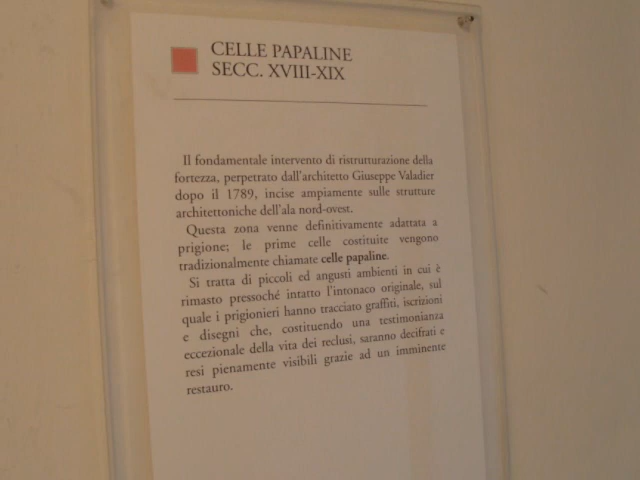 CELLE PAPALINE
SECC. XVIII-XIX
Il fondamentale intervento di ristrutturazione della
fortezza, perpetrato dall'architetto Giuseppe Valadier
dopo il 1789, incise ampiamente sulle strutture
architettoniche dell'ala nord-ovest.
Questa zona venne definitivamente adattata a
prigione; le prime celle costituite vengono
tradizionalmente chiamate celle papaline.
Si tratta di piccoli ed angusti ambienti in cui è
rimasto pressoché intatto l'intonaco originale, sul
quale i prigionieri hanno tracciato graffiti, iscrizioni
e disegni che, costituendo una testimonianza
eccezionale della vita dei reclusi, saranno decifrati e
resi pienamente visibili grazie ad un imminente
restauro.